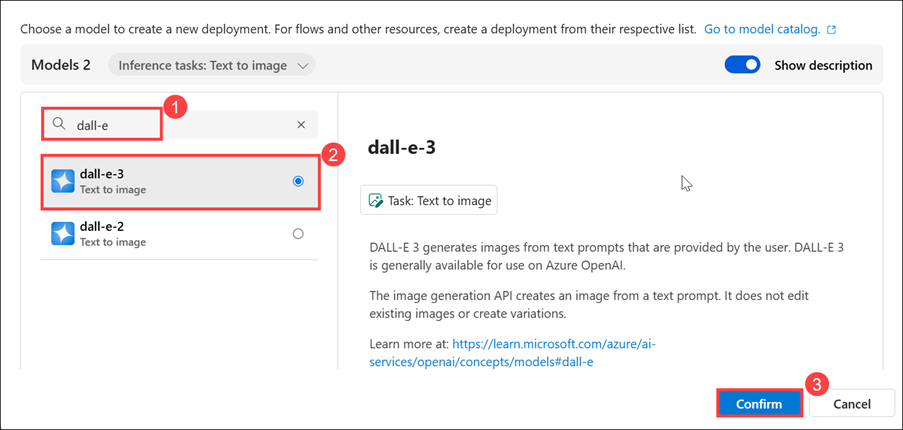 Choose a model to create a new deployment. For flows and other resources, create a deployment from their respective list. Go to model catalog.
Models 2
Inference tasks: Text to image
Show description
1
dall-e
2
dall-e-3
Text to image
dall-e-2
Text to image
dall-e-3
Task: Text to image
DALL-E 3 generates images from text prompts that are provided by the user. DALL-E 3
is generally available for use on Azure OpenAI.
The image generation API creates an image from a text prompt. It does not edit
existing images or create variations.
Learn more at: https://learn.microsoft.com/azure/ai-
services/openai/concepts/models#dall-e
3
Confirm
Cancel